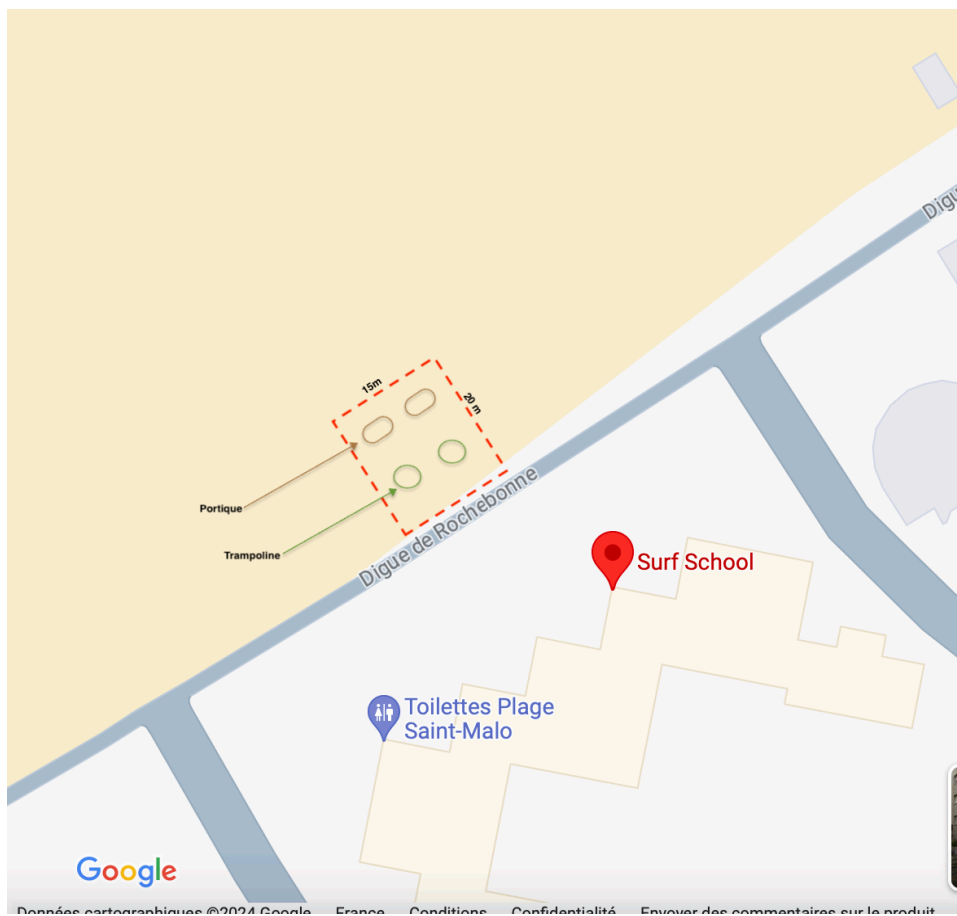 Digu
15m
20 m
Portique
Trampoline
Digue de Rochebonne
Surf School
Toilettes Plage
Saint-Malo
Google
Données cartographiques ©2024 Google France Conditions Confidentialité Envoyer des commentaires sur le produit